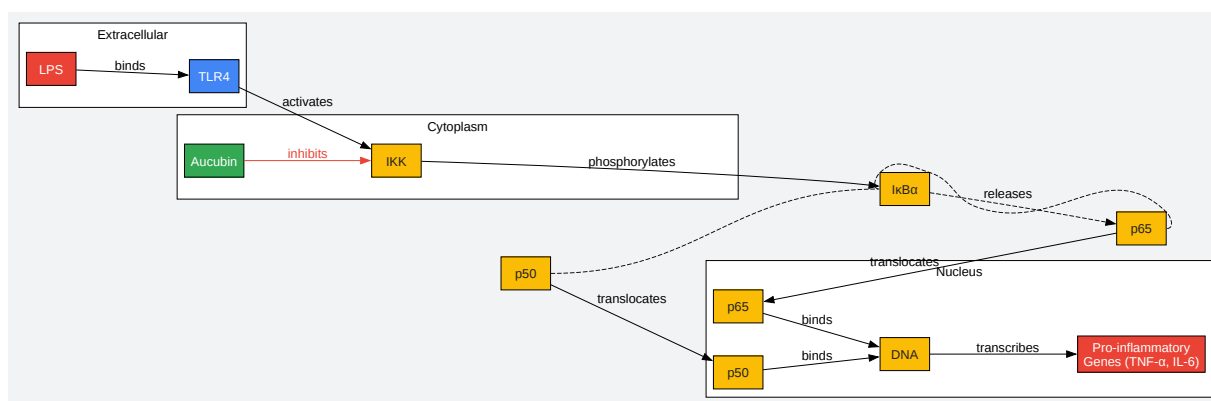 Extracellular
LPS
binds
TLR4
activates
Cytoplasm
Aucubin
inhibits
IKK
phosphorylates
IκBα
releases
p65
p50
translocates
translocates
Nucleus
p65
binds
p50
binds
DNA
transcribes
Pro-inflammatory
Genes (TNF-α, IL-6)